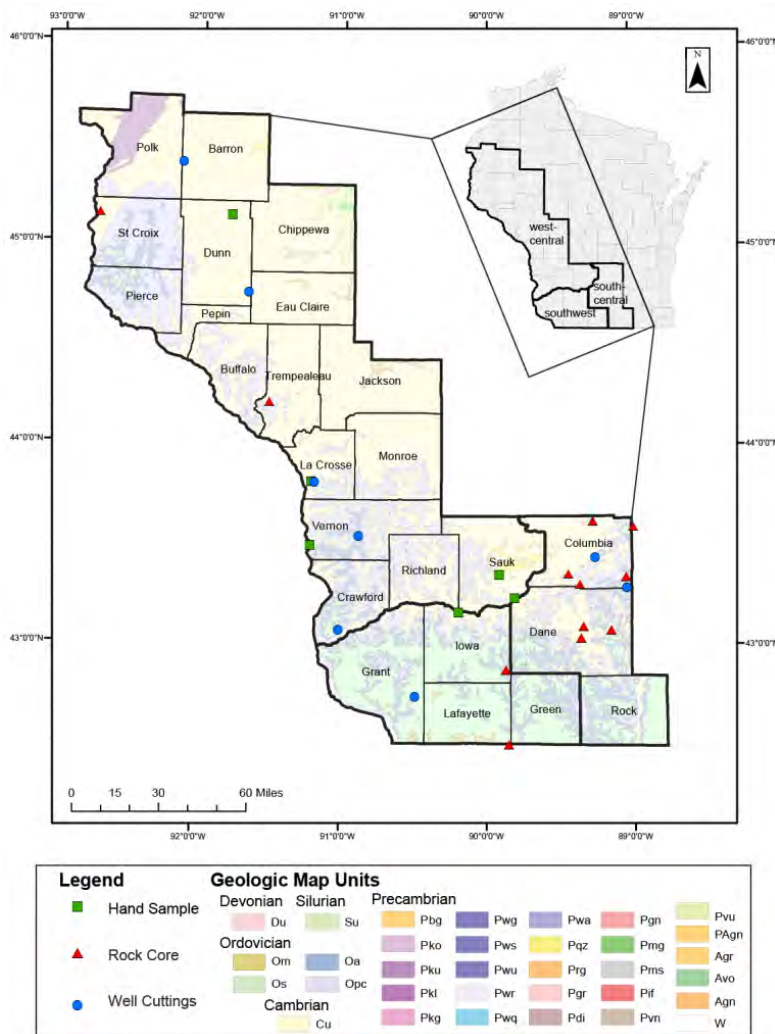 93°0'0"W 92°0'0"W 91°0'0"W 90°0'0"W 89°0'0"W
46°0'0"N 46°0'0"N
N
Polk Barron
west-
central
south-
central
southwest
45°0'0"N 45°0'0"N
St Croix Dunn Chippewa
Pierce Pepin Eau Claire
Buffalo Trempealeau Jackson
44°0'0"N 44°0'0"N
La Crosse Monroe
Vernon Richland Sauk Columbia
Crawford
43°0'0"N 43°0'0"N
Grant Iowa Dane
Lafayette Green Rock
0 15 30 60 Miles
92°0'0"W 91°0'0"W 90°0'0"W 89°0'0"W
Legend
Hand Sample
Rock Core
Well Cuttings
Geologic Map Units
Devonian Silurian
Du Su
Ordovician
Om Oa
Os Opc
Cambrian
Cu
Precambrian
Pbg Pwg Pwa Pgn Pvu
Pko Pws Pqz Pmg PAgn
Pku Pwu Prg Pms Agr
Pkl Pwr Pgr Pif Avo
Pkg Pwq Pdi Pvn Agn
W